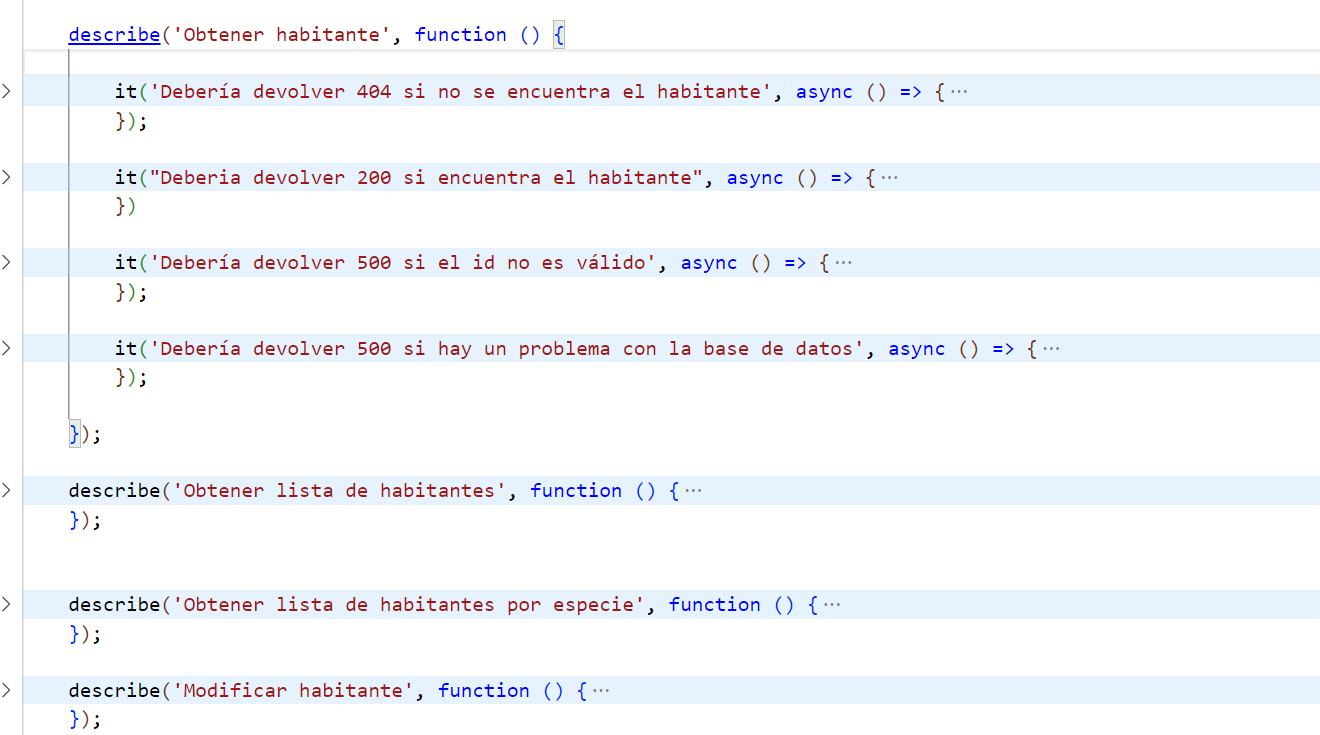 describe('Obtener habitante', function () {
it('Debería devolver 404 si no se encuentra el habitante', async () => {···
});
it("Deberia devolver 200 si encuentra el habitante", async () => {···
})
it('Debería devolver 500 si el id no es válido', async () => {···
});
it('Debería devolver 500 si hay un problema con la base de datos', async () => {···
});
});
describe('Obtener lista de habitantes', function () {···
});
describe('Obtener lista de habitantes por especie', function () {···
});
describe('Modificar habitante', function () {···
});